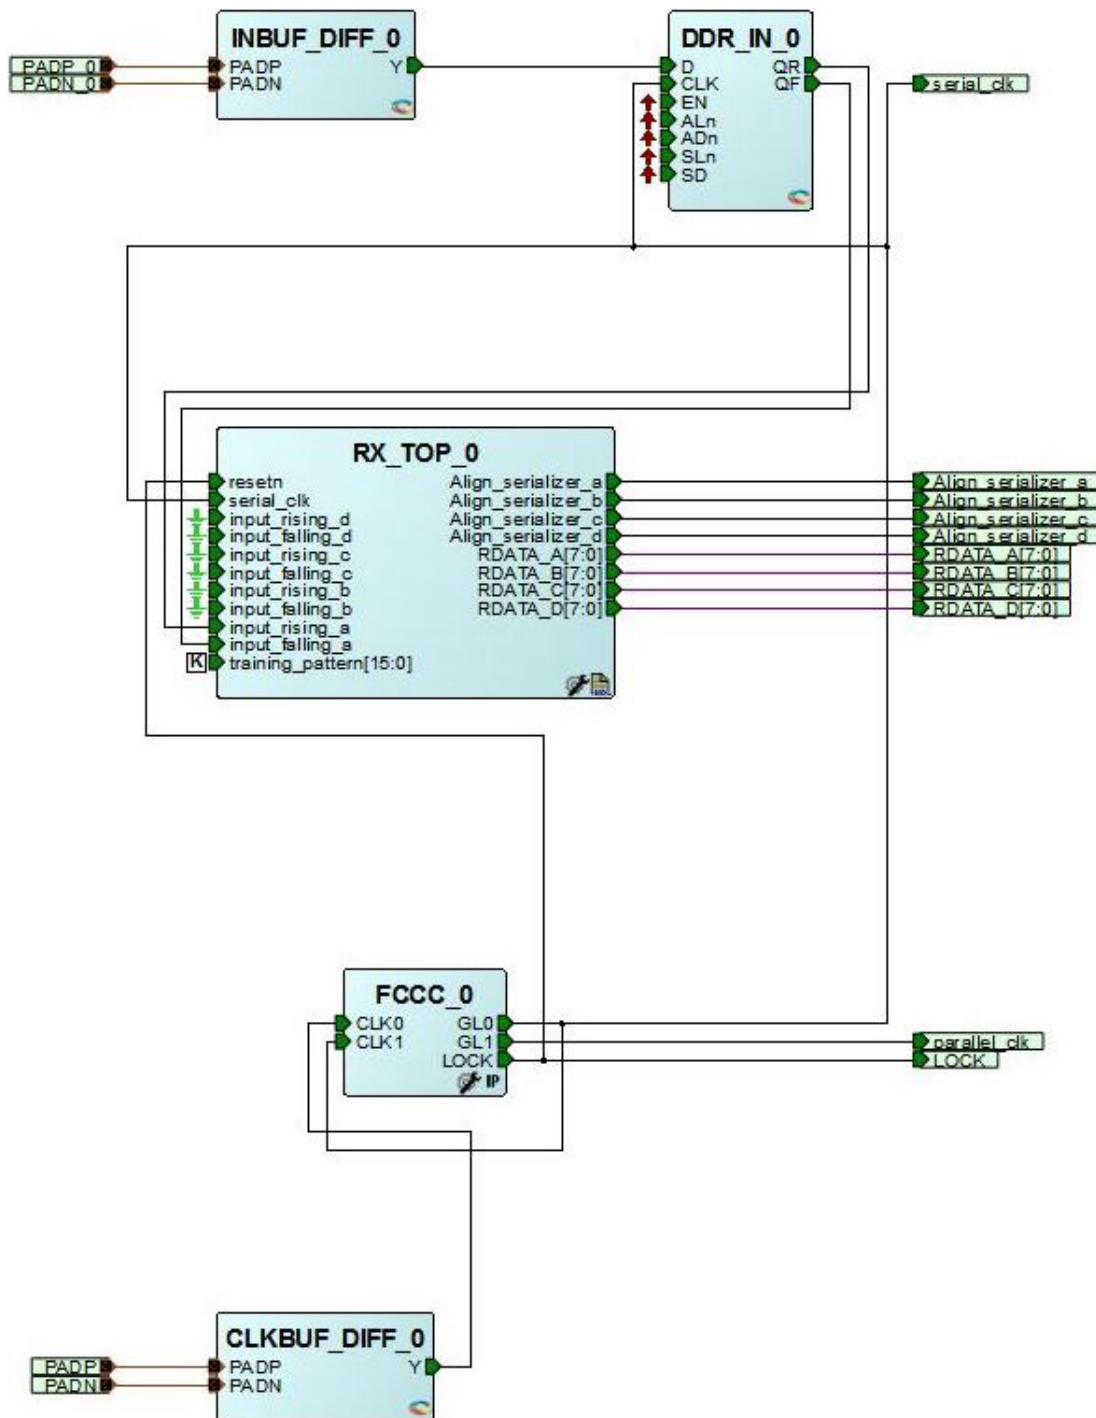 INBUF_DIFF_0
PADP_0 PADP Y
PADN_0 PADN
DDR_IN_0
D QR
CLK QF
EN
ALn
ADn
SLn
SD
serial_clk
RX_TOP_0
resetn Align_serializer_a Align_serializer_a
serial_clk Align_serializer_b Align_serializer_b
input_rising_d Align_serializer_c Align_serializer_c
input_falling_d Align_serializer_d Align_serializer_d
input_rising_c RDATA_A[7:0] RDATA_A[7:0]
input_falling_c RDATA_B[7:0] RDATA_B[7:0]
input_rising_b RDATA_C[7:0] RDATA_C[7:0]
input_falling_b RDATA_D[7:0] RDATA_D[7:0]
input_rising_a
input_falling_a
K training_pattern[15:0]
FCCC_0
CLK0 GL0
CLK1 GL1 parallel_clk
LOCK LOCK
IP
CLKBUF_DIFF_0
PADP PADP Y
PADN PADN